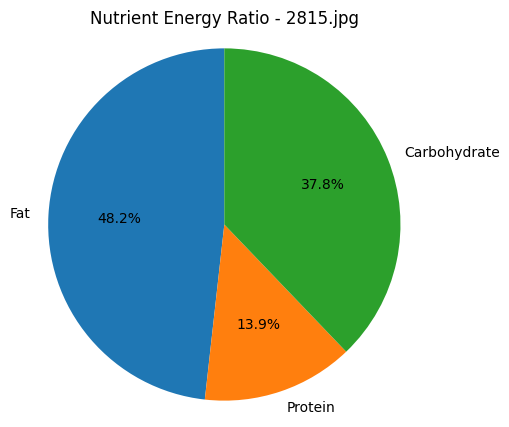 Nutrient Energy Ratio - 2815.jpg
Carbohydrate
37.8%
Fat
48.2%
13.9%
Protein